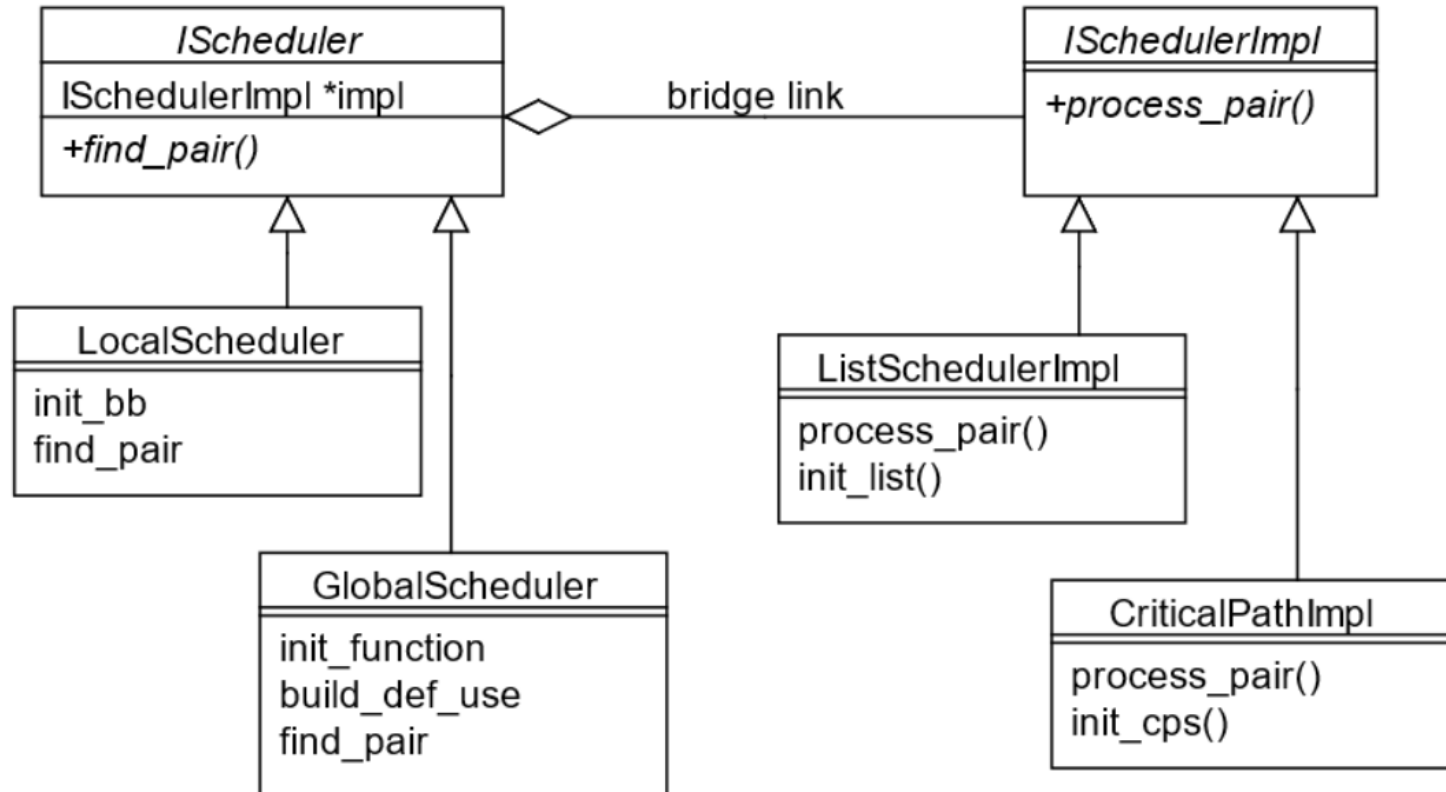 IScheduler
ISchedulerImpl *impl
+find_pair()
bridge link
ISchedulerImpl
+process_pair()
LocalScheduler
init_bb
find_pair
ListSchedulerImpl
process_pair()
init_list()
GlobalScheduler
init_function
build_def_use
find_pair
CriticalPathImpl
process_pair()
init_cps()